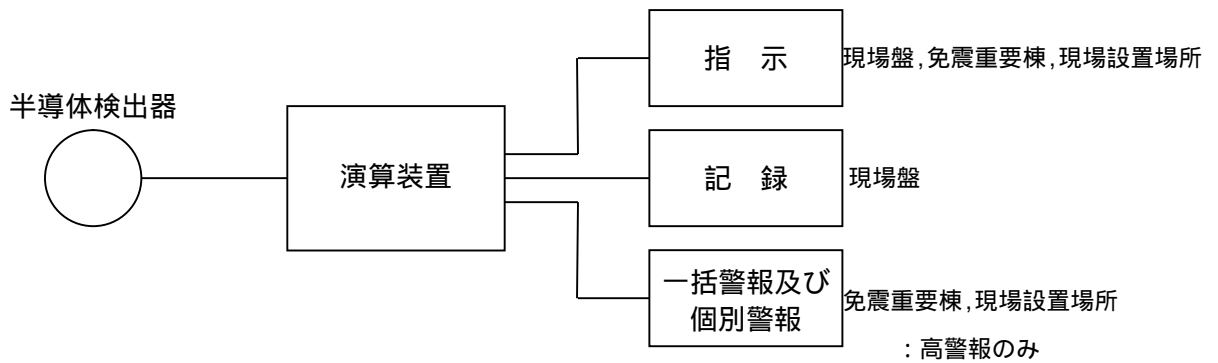 半導体検出器
演算装置
指　示
現場盤,免震重要棟,現場設置場所
記　録
現場盤
一括警報及び
個別警報
免震重要棟,現場設置場所
：高警報のみ